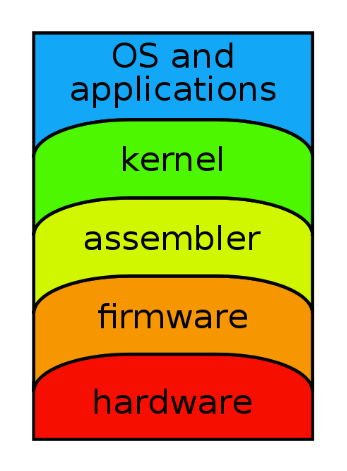 OS and
applications
kernel
assembler
firmware
hardware